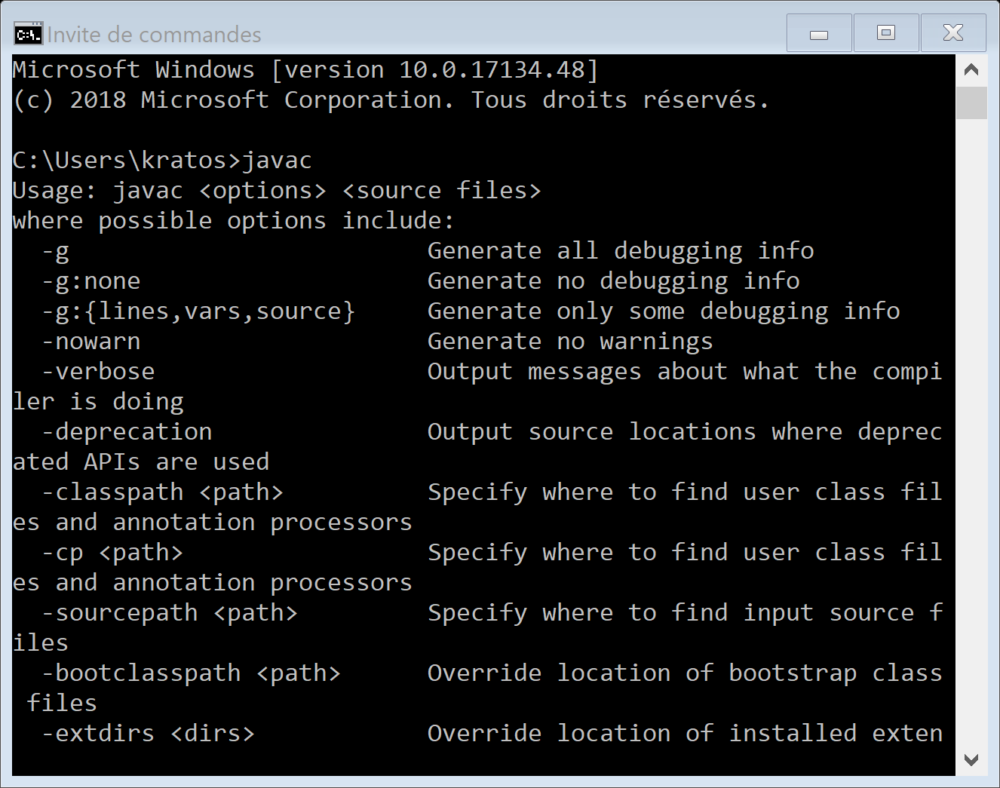 Invite de commandes
Microsoft Windows [version 10.0.17134.48]
(c) 2018 Microsoft Corporation. Tous droits réservés.

C:\Users\kratos>javac
Usage: javac <options> <source files>
where possible options include:
  -g                         Generate all debugging info
  -g:none                    Generate no debugging info
  -g:{lines,vars,source}     Generate only some debugging info
  -nowarn                    Generate no warnings
  -verbose                   Output messages about what the compi
ler is doing
  -deprecation               Output source locations where deprec
ated APIs are used
  -classpath <path>          Specify where to find user class fil
es and annotation processors
  -cp <path>                 Specify where to find user class fil
es and annotation processors
  -sourcepath <path>         Specify where to find input source f
iles
  -bootclasspath <path>      Override location of bootstrap class
 files
  -extdirs <dirs>            Override location of installed exten